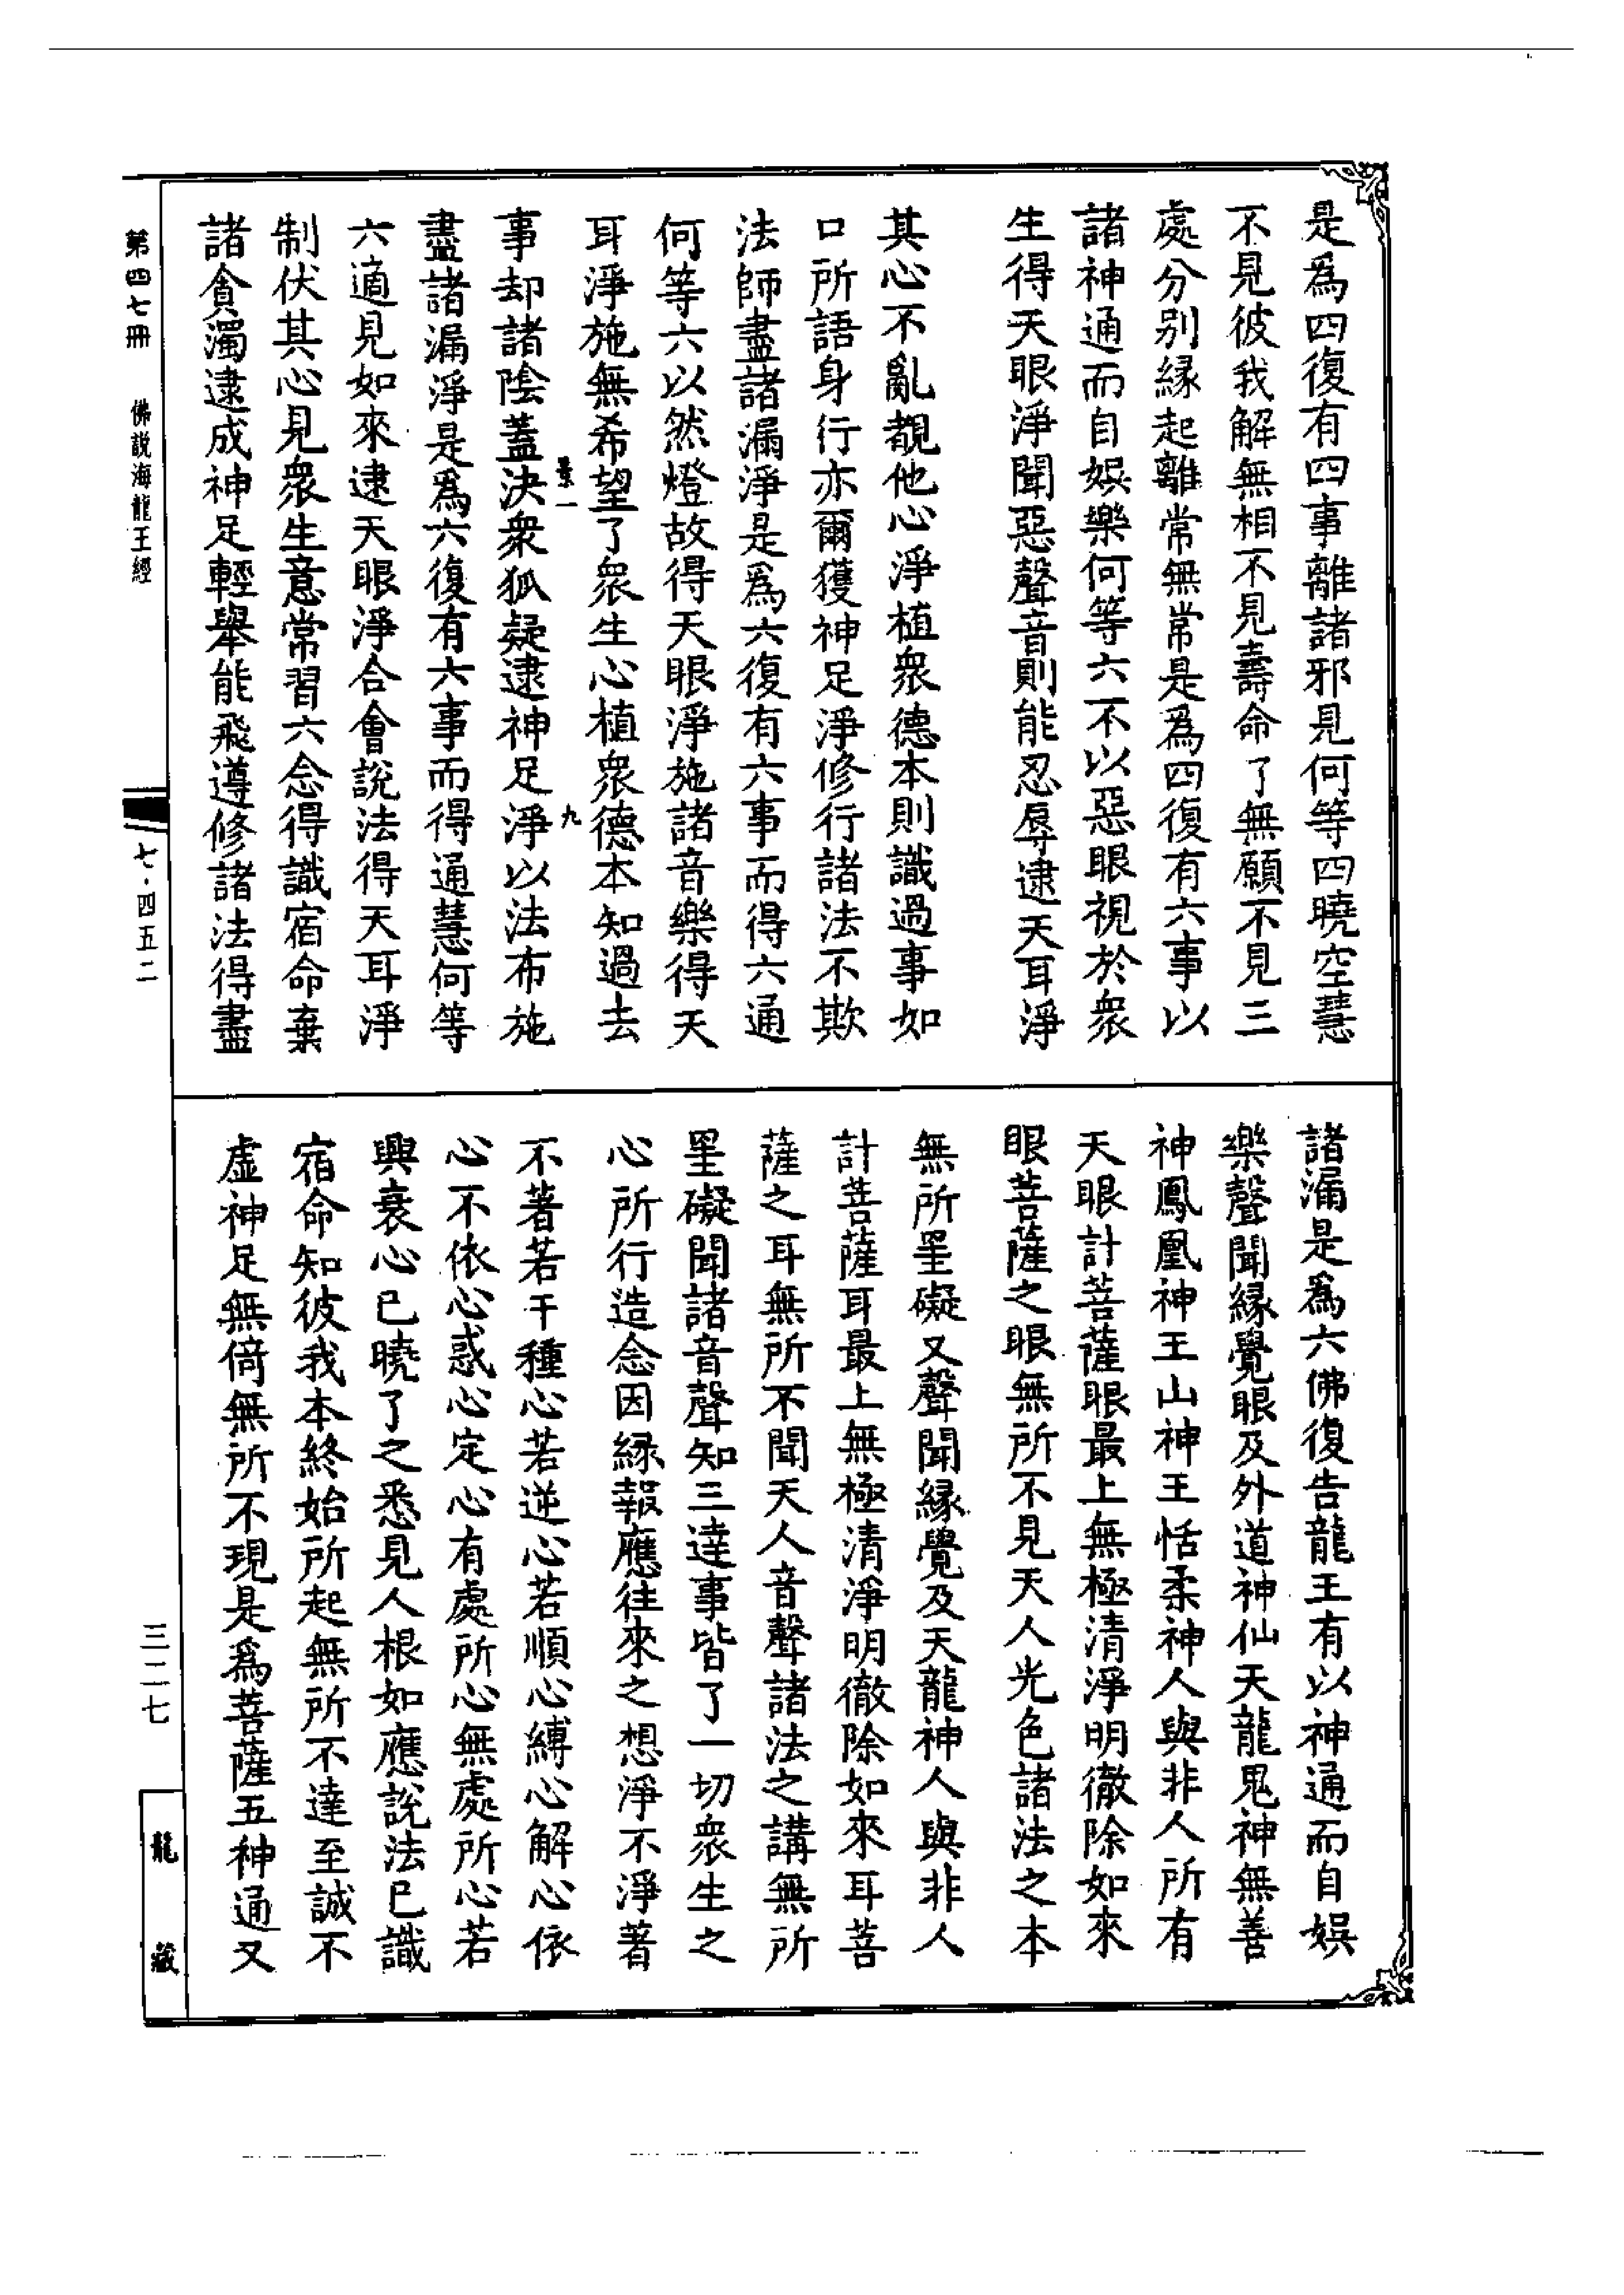 是爲四復有四事離諸邪見何等四曉空慧
不見彼我解無相不見壽命了無願不見三
處分别緣起離常無常是爲四復有六事以
諸神通而自娛樂何等六不以惡眼視於衆
生得天眼淨聞惡聲音則能忍辱逮天耳淨
其心不亂覩他心淨植衆德本則識過事如
口所語身行亦爾獲神足淨修行諸法不欺
法師盡諸漏淨是爲六復有六事而得六通
何等六以然燈故得天眼淨施諸音樂得天
耳淨施無希望了衆生心植衆德本知過去
景一
九
事却諸陰蓋決衆狐疑逮神足淨以法布施
盡諸漏淨是爲六復有六事而得通慧何等
六適見如來逮天眼淨合會說法得天耳淨
制伏其心見衆生意常習六念得識宿命棄
諸貪濁逮成神足輕舉能飛遵修諸法得盡
諸漏是爲六佛復告龍王有以神通而自娛
樂聲聞緣覺眼及外道神仙天龍鬼神無善
神鳳凰神王山神王恬柔神人與非人所有
天眼計菩薩眼最上無極清淨明徹除如來
眼菩薩之眼無所不見天人光色諸法之本
無所罣礙又聲聞緣覺及天龍神人與非人
計菩薩耳最上無極清淨明徹除如來耳菩
薩之耳無所不聞天人音聲諸法之講無所
罣礙聞諸音聲知三達事皆了一切衆生之
心所行造念因緣報應往來之想淨不淨著
不著若干種心若逆心若順心縛心解心依
心不依心惑心定心有處所心無處所心若
興衰心已曉了之悉見人根如應說法已識
宿命知彼我本終始所起無所不達至誠不
虛神足無倚無所不現是爲菩薩五神通又
第四七冊
佛説海龍王經
七·四五二
三二七
龍藏